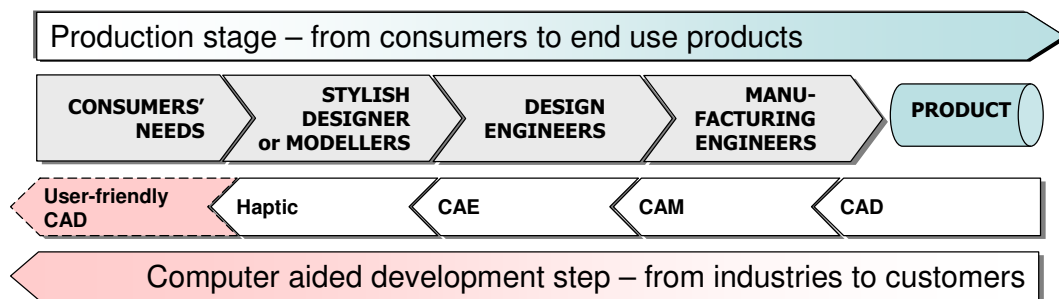 Production stage – from consumers to end use products
CONSUMERS’
NEEDS
STYLISH
DESIGNER
or MODELLERS
DESIGN
ENGINEERS
MANU-
FACTURING
ENGINEERS
PRODUCT
User-friendly
CAD
Haptic
CAE
CAM
CAD
Computer aided development step – from industries to customers